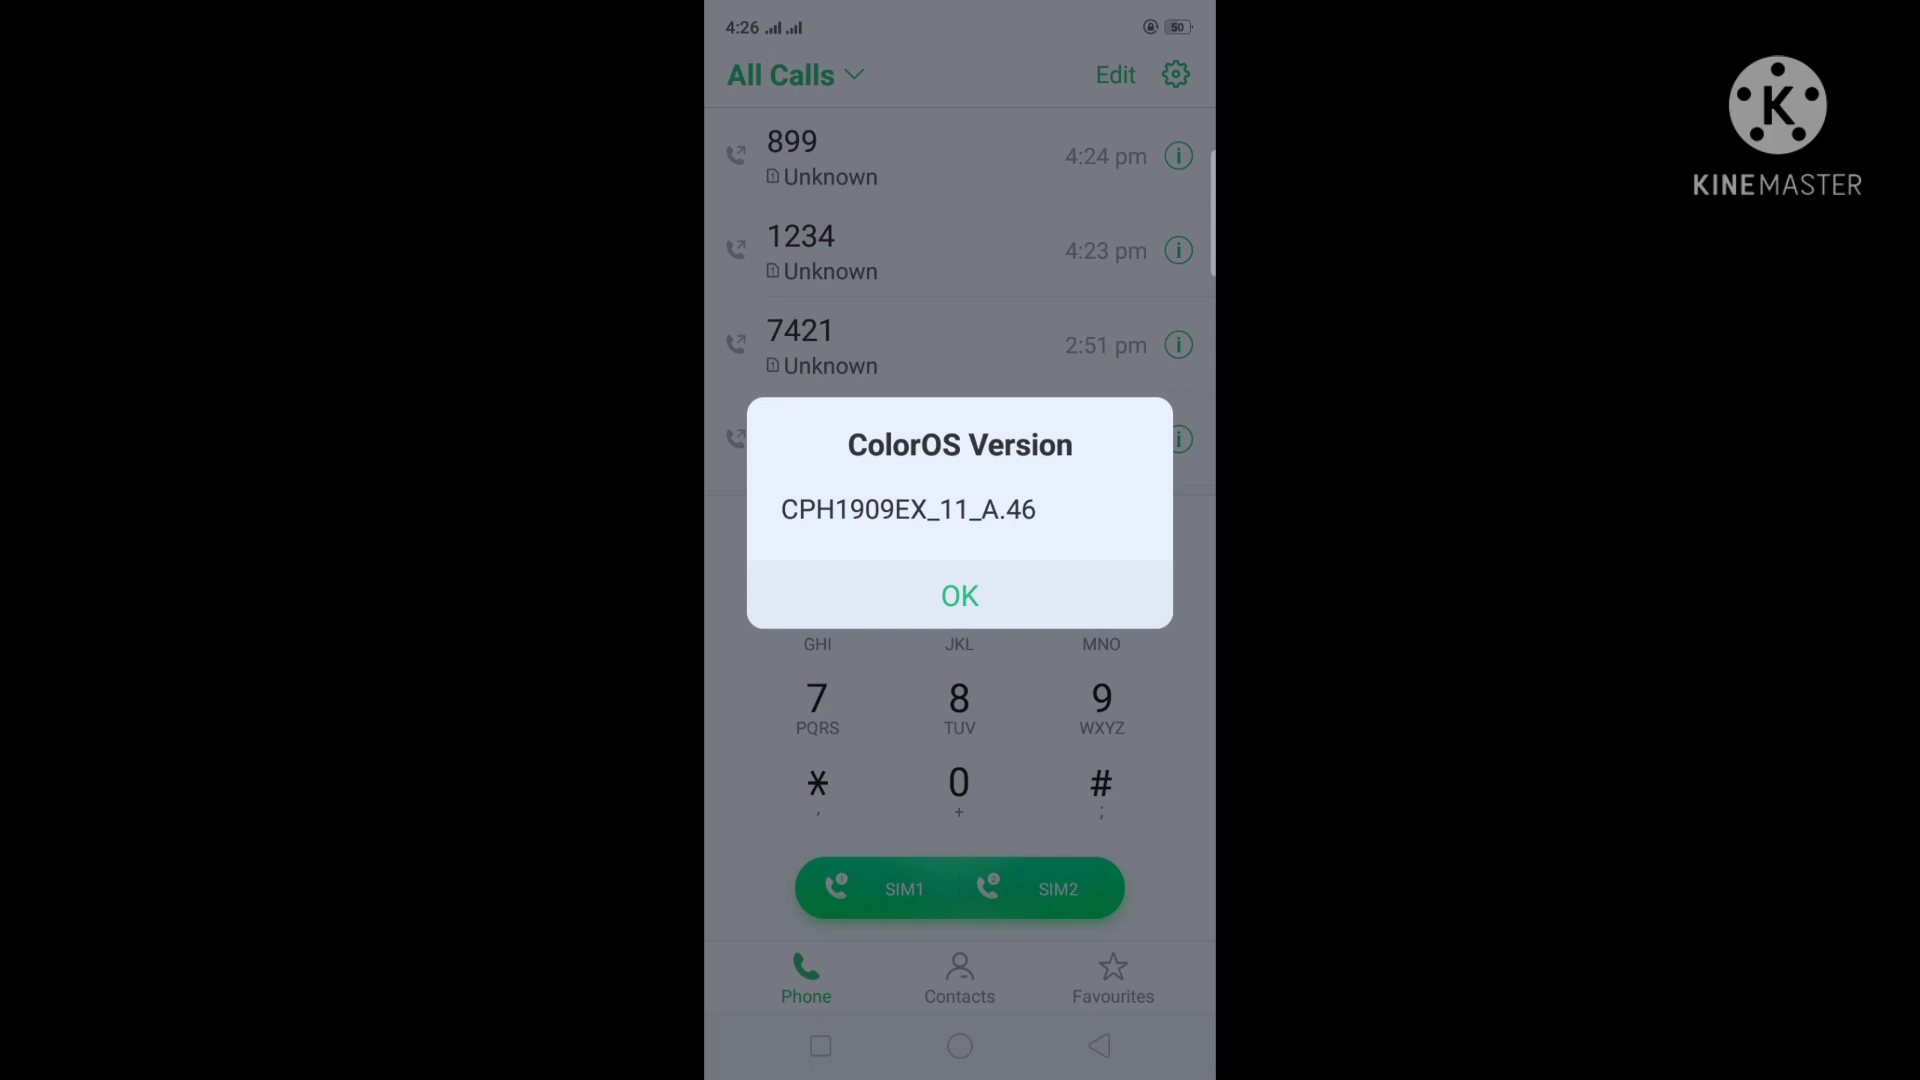 4:26
50
All Calls
Edit
899
Unknown
4:24 pm
1234
Unknown
4:23 pm
7421
Unknown
2:51 pm
ColorOS Version
CPH1909EX_11_A.46
OK
GHI JKL MNO
7 8 9
PQRS TUV WXYZ
* 0 #
, + ;
1 SIM1 2 SIM2
Phone Contacts Favourites
K
KINEMASTER